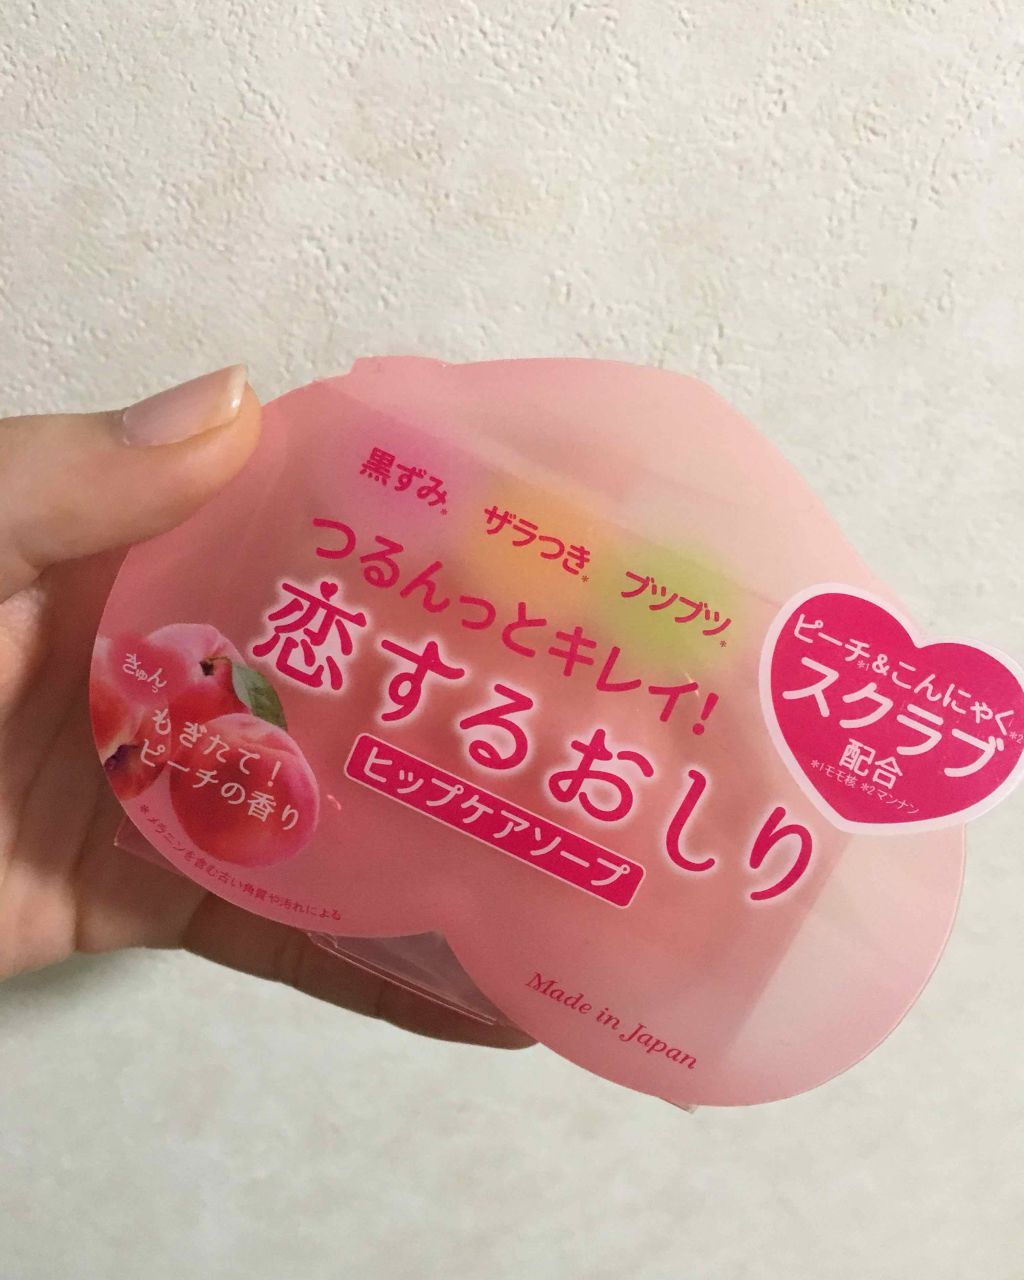 黒ずみ* ザラつき* ブツブツ*
つるんっとキレイ!
恋するおしり
ヒップケアソープ
ピーチ*1&こんにゃく*2
スクラブ
配合
*1モモ核 *2マンナン
きゅんっ
もぎたて!
ピーチの香り
*メラニンを含む古い角質や汚れによる
Made in Japan